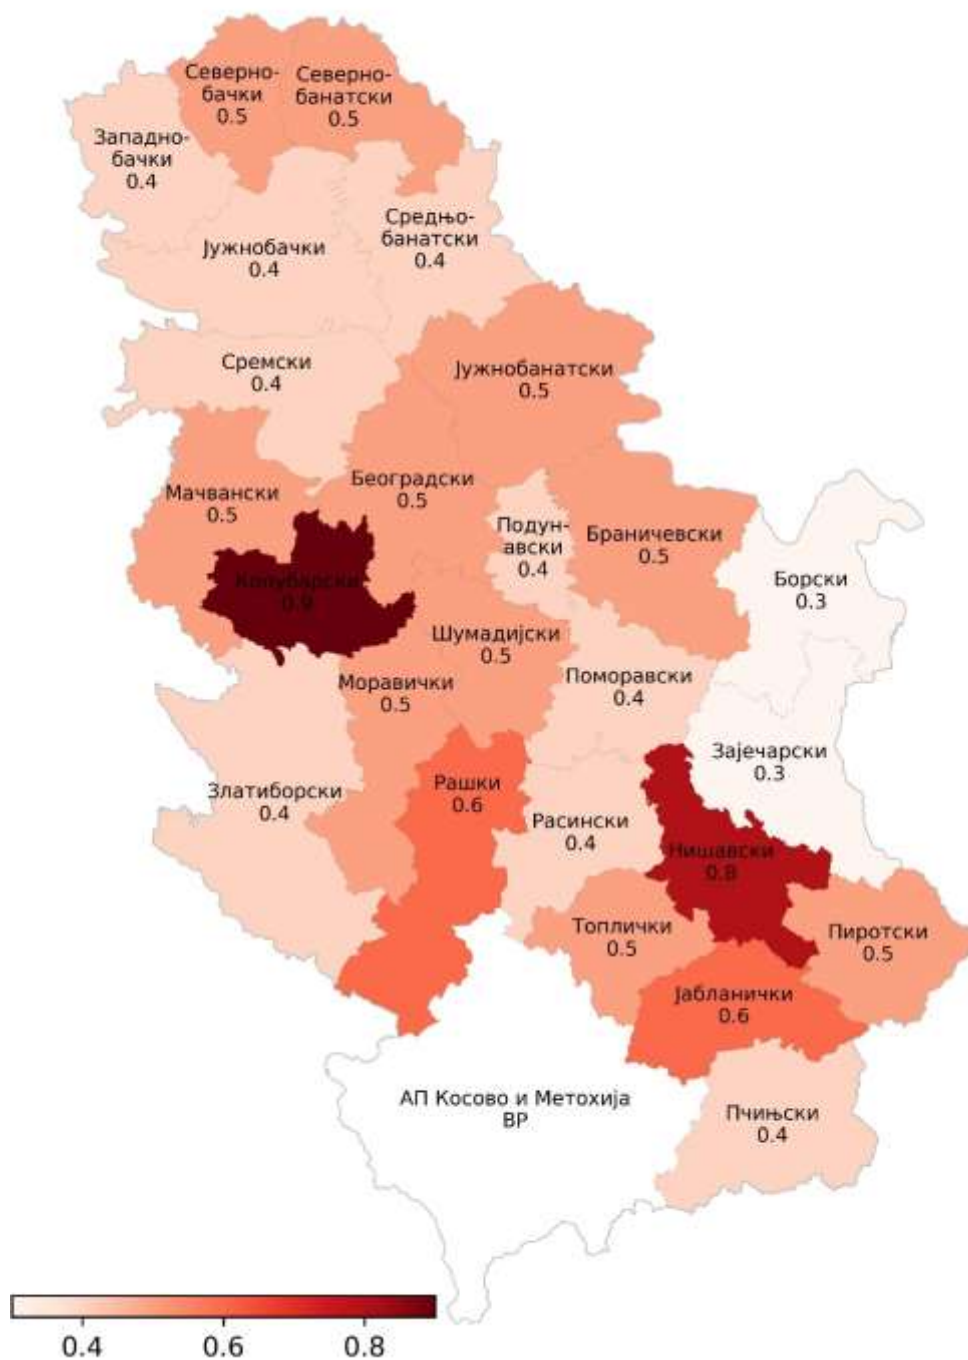 Северно-
бачки
0.5
Северно-
банатски
0.5
Западно-
бачки
0.4
Средњо-
банатски
0.4
Јужнобачки
0.4
Сремски
0.4
Јужнобанатски
0.5
Београдски
0.5
Мачвански
0.5
Подун-
авски
0.4
Браничевски
0.5
Колубарски
0.9
Борски
0.3
Шумадијски
0.5
Моравички
0.5
Поморавски
0.4
Зајечарски
0.3
Златиборски
0.4
Рашки
0.6
Расински
0.4
Нишавски
0.8
Топлички
0.5
Пиротски
0.5
Јабланички
0.6
АП Косово и Метохија
ВР
Пчињски
0.4
0.4
0.6
0.8